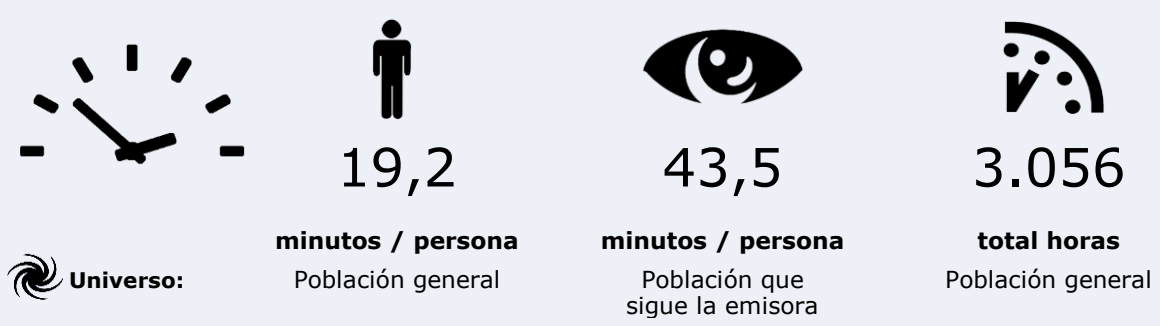 19,2
43,5
3.056
minutos / persona
minutos / persona
total horas
Universo:
Población general
Población que
sigue la emisora
Población general